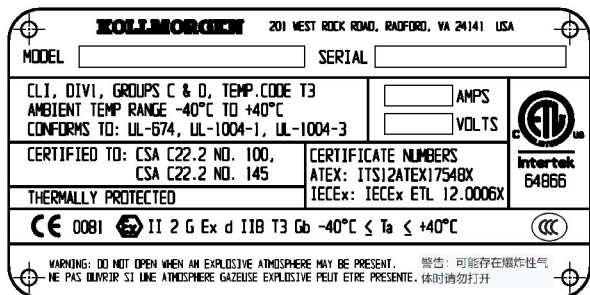 KOLLMORGEN 201 WEST ROCK ROAD, RADFORD, VA 24141 USA
MODEL SERIAL
CLI, DIV1, GROUPS C & D, TEMP.CODE T3
AMBIENT TEMP RANGE -40°C TO +40°C
CONFORMS TO: UL-674, UL-1004-1, UL-1004-3
AMPS
VOLTS
C ETL US
Intertek
64866
CERTIFIED TO: CSA C22.2 NO. 100,
CSA C22.2 NO. 145
THERMALLY PROTECTED
CERTIFICATE NUMBERS
ATEX: ITS12ATEX17548X
IECEx: IECEx ETL 12.0006X
CE 0081 Ex II 2 G Ex d IIB T3 Gb -40°C ≤ Ta ≤ +40°C CCC
WARNING: DO NOT OPEN WHEN AN EXPLOSIVE ATMOSPHERE MAY BE PRESENT.
NE PAS OUVRIR SI UNE ATMOSPHERE GAZEUSE EXPLOSIVE PEUT ETRE PRESENTE.
警告：可能存在爆炸性气
体时请勿打开